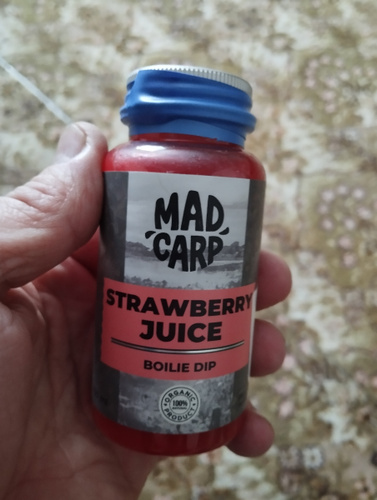 MAD
CARP
STRAWBERRY
JUICE
BOILIE DIP
ORGANIC
100%
PRODUCT